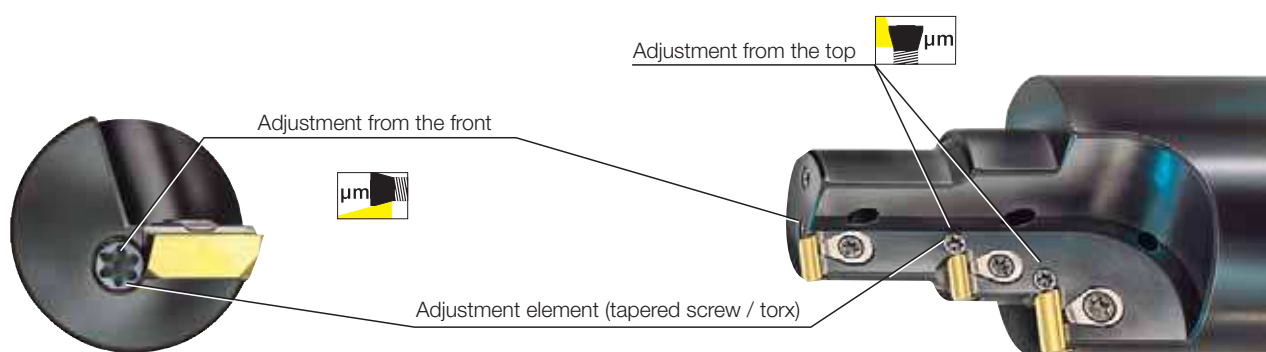 Adjustment from the top
µm
Adjustment from the front
µm
Adjustment element (tapered screw / torx)